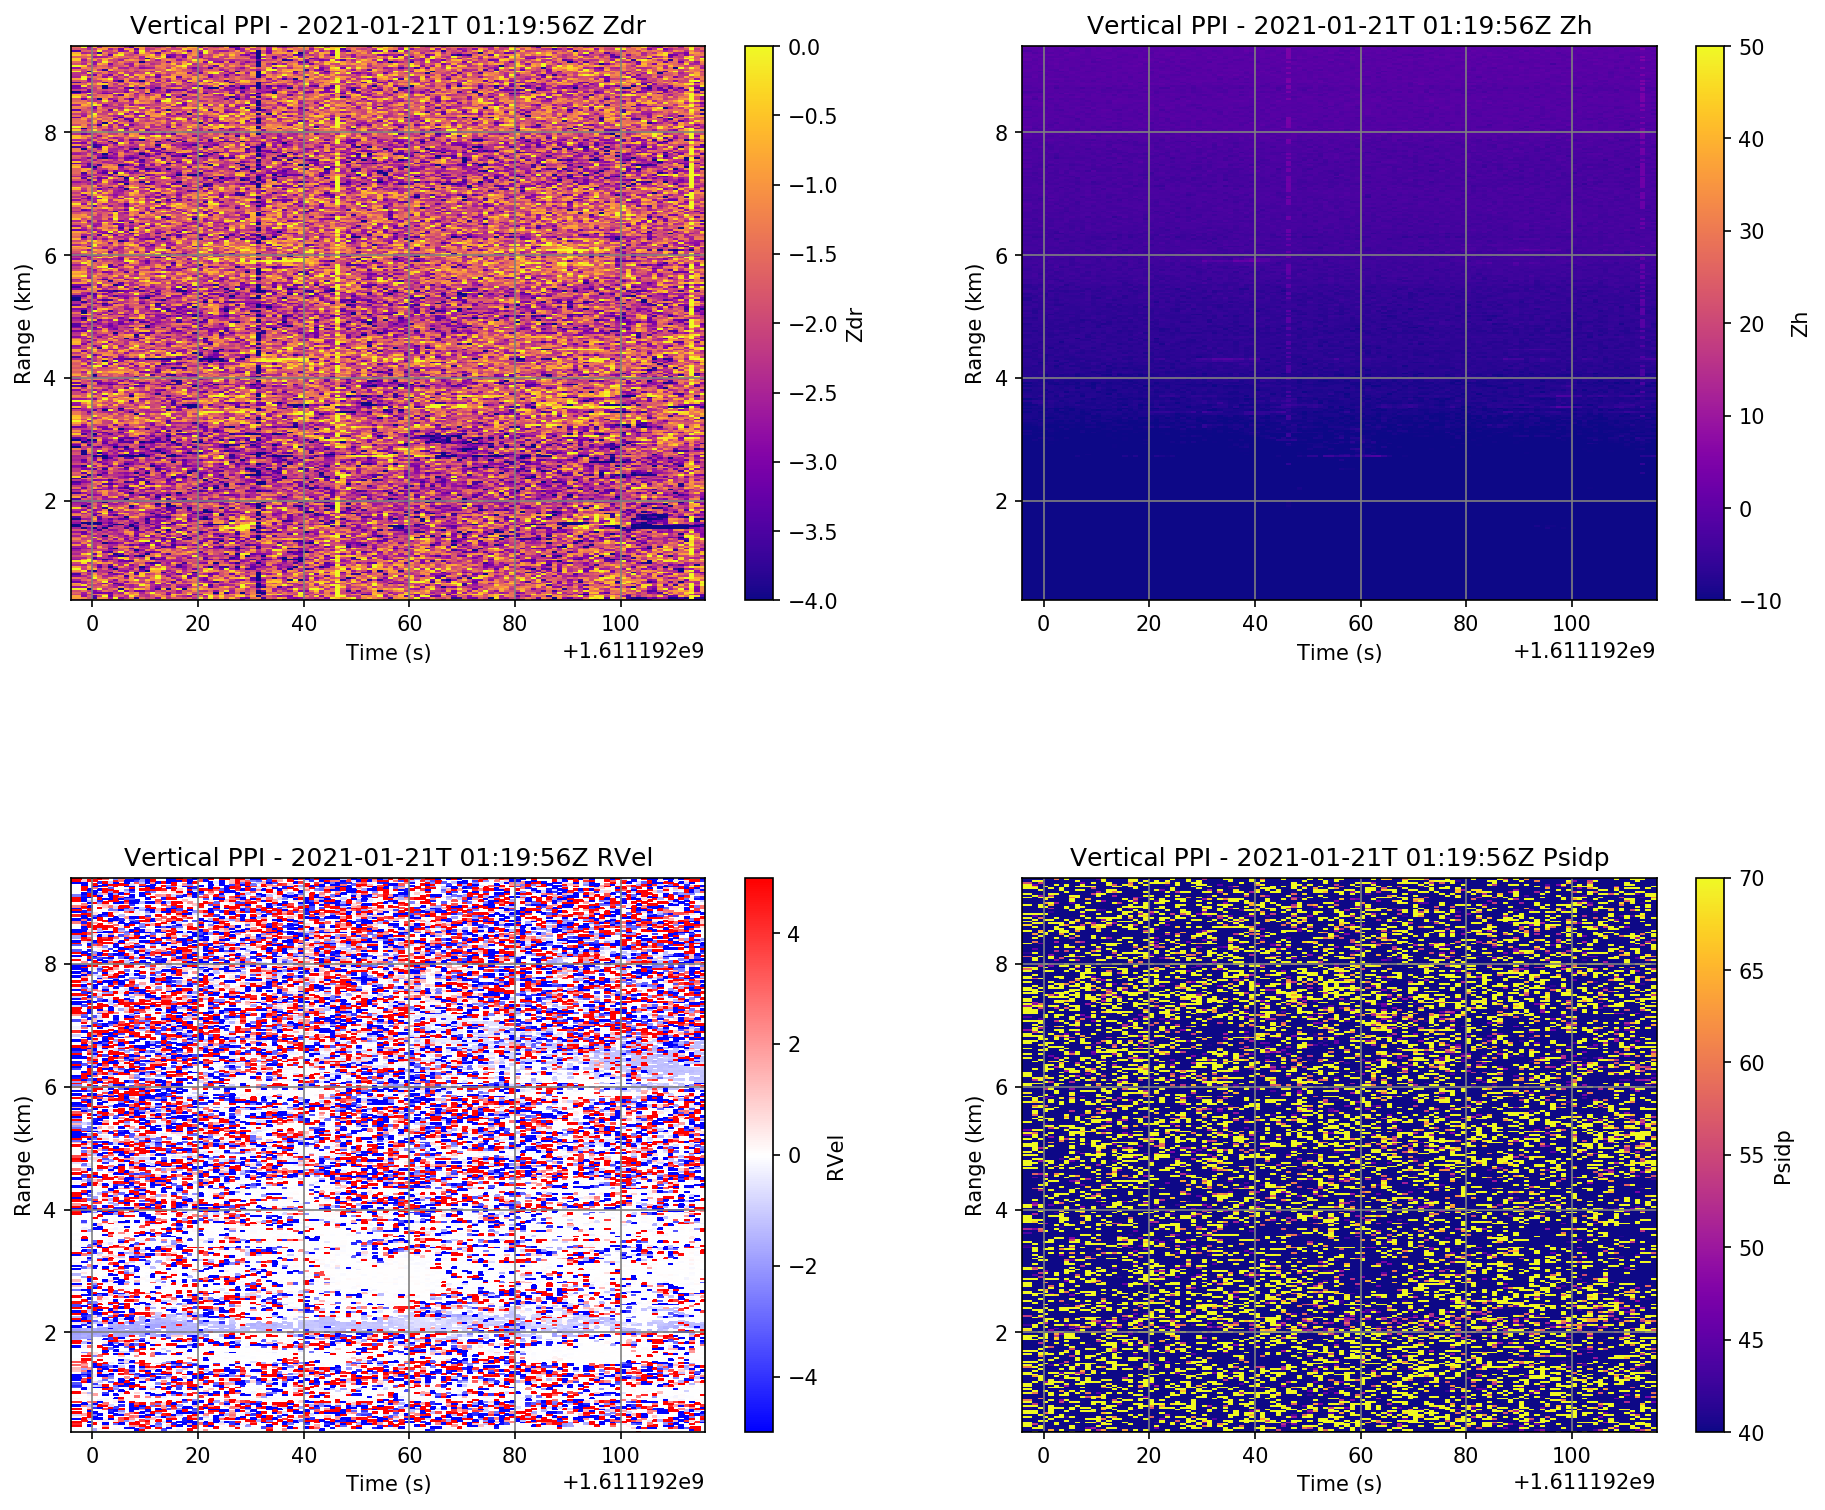 Vertical PPI - 2021-01-21T 01:19:56Z Zdr
Range (km)
8
6
4
2
0 20 40 60 80 100
Time (s)
+1.611192e9
0.0
−0.5
−1.0
−1.5
−2.0
−2.5
−3.0
−3.5
−4.0
Zdr
Vertical PPI - 2021-01-21T 01:19:56Z Zh
Range (km)
8
6
4
2
0 20 40 60 80 100
Time (s)
+1.611192e9
50
40
30
20
10
0
−10
Zh
Vertical PPI - 2021-01-21T 01:19:56Z RVel
Range (km)
8
6
4
2
0 20 40 60 80 100
Time (s)
+1.611192e9
4
2
0
−2
−4
RVel
Vertical PPI - 2021-01-21T 01:19:56Z Psidp
Range (km)
8
6
4
2
0 20 40 60 80 100
Time (s)
+1.611192e9
70
65
60
55
50
45
40
Psidp